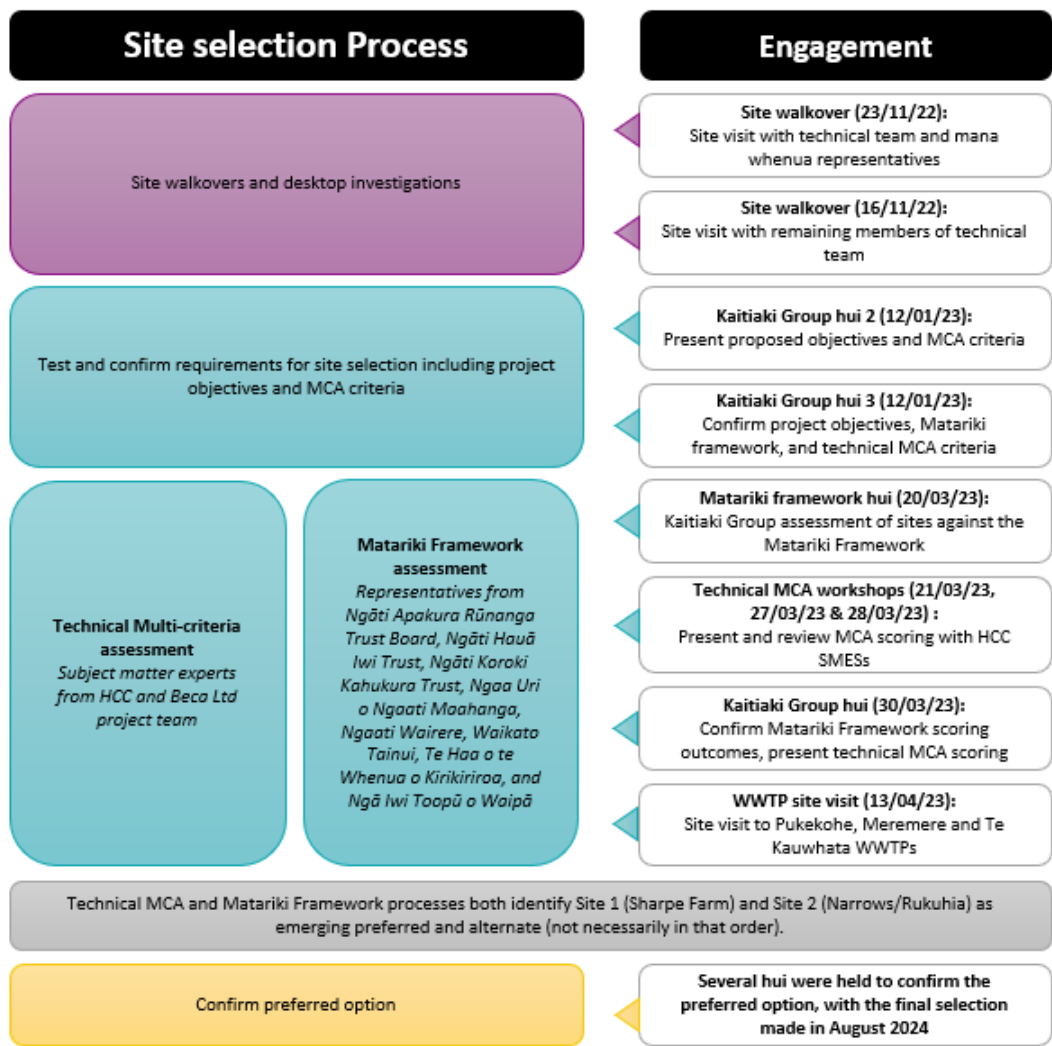 Site selection Process
Engagement
Site walkovers and desktop investigations
Site walkover (23/11/22):
Site visit with technical team and mana
whenua representatives
Site walkover (16/11/22):
Site visit with remaining members of technical
team
Test and confirm requirements for site selection including project
objectives and MCA criteria
Kaitiaki Group hui 2 (12/01/23):
Present proposed objectives and MCA criteria
Kaitiaki Group hui 3 (12/01/23):
Confirm project objectives, Matariki
framework, and technical MCA criteria
Technical Multi-criteria
assessment
Subject matter experts
from HCC and Beca Ltd
project team
Matariki Framework
assessment
Representatives from
Ngāti Apakura Rūnanga
Trust Board, Ngāti Hauā
Iwi Trust, Ngāti Koroki
Kahukura Trust, Ngaa Uri
o Ngaati Maahanga,
Ngaati Wairere, Waikato
Tainui, Te Haa o te
Whenua o Kirikiriroa, and
Ngā Iwi Toopū o Waipā
Matariki framework hui (20/03/23):
Kaitiaki Group assessment of sites against the
Matariki Framework
Technical MCA workshops (21/03/23,
27/03/23 & 28/03/23) :
Present and review MCA scoring with HCC
SMESs
Kaitiaki Group hui (30/03/23):
Confirm Matariki Framework scoring
outcomes, present technical MCA scoring
WWTP site visit (13/04/23):
Site visit to Pukekohe, Meremere and Te
Kauwhata WWTPs
Technical MCA and Matariki Framework processes both identify Site 1 (Sharpe Farm) and Site 2 (Narrows/Rukuhia) as
emerging preferred and alternate (not necessarily in that order).
Confirm preferred option
Several hui were held to confirm the
preferred option, with the final selection
made in August 2024